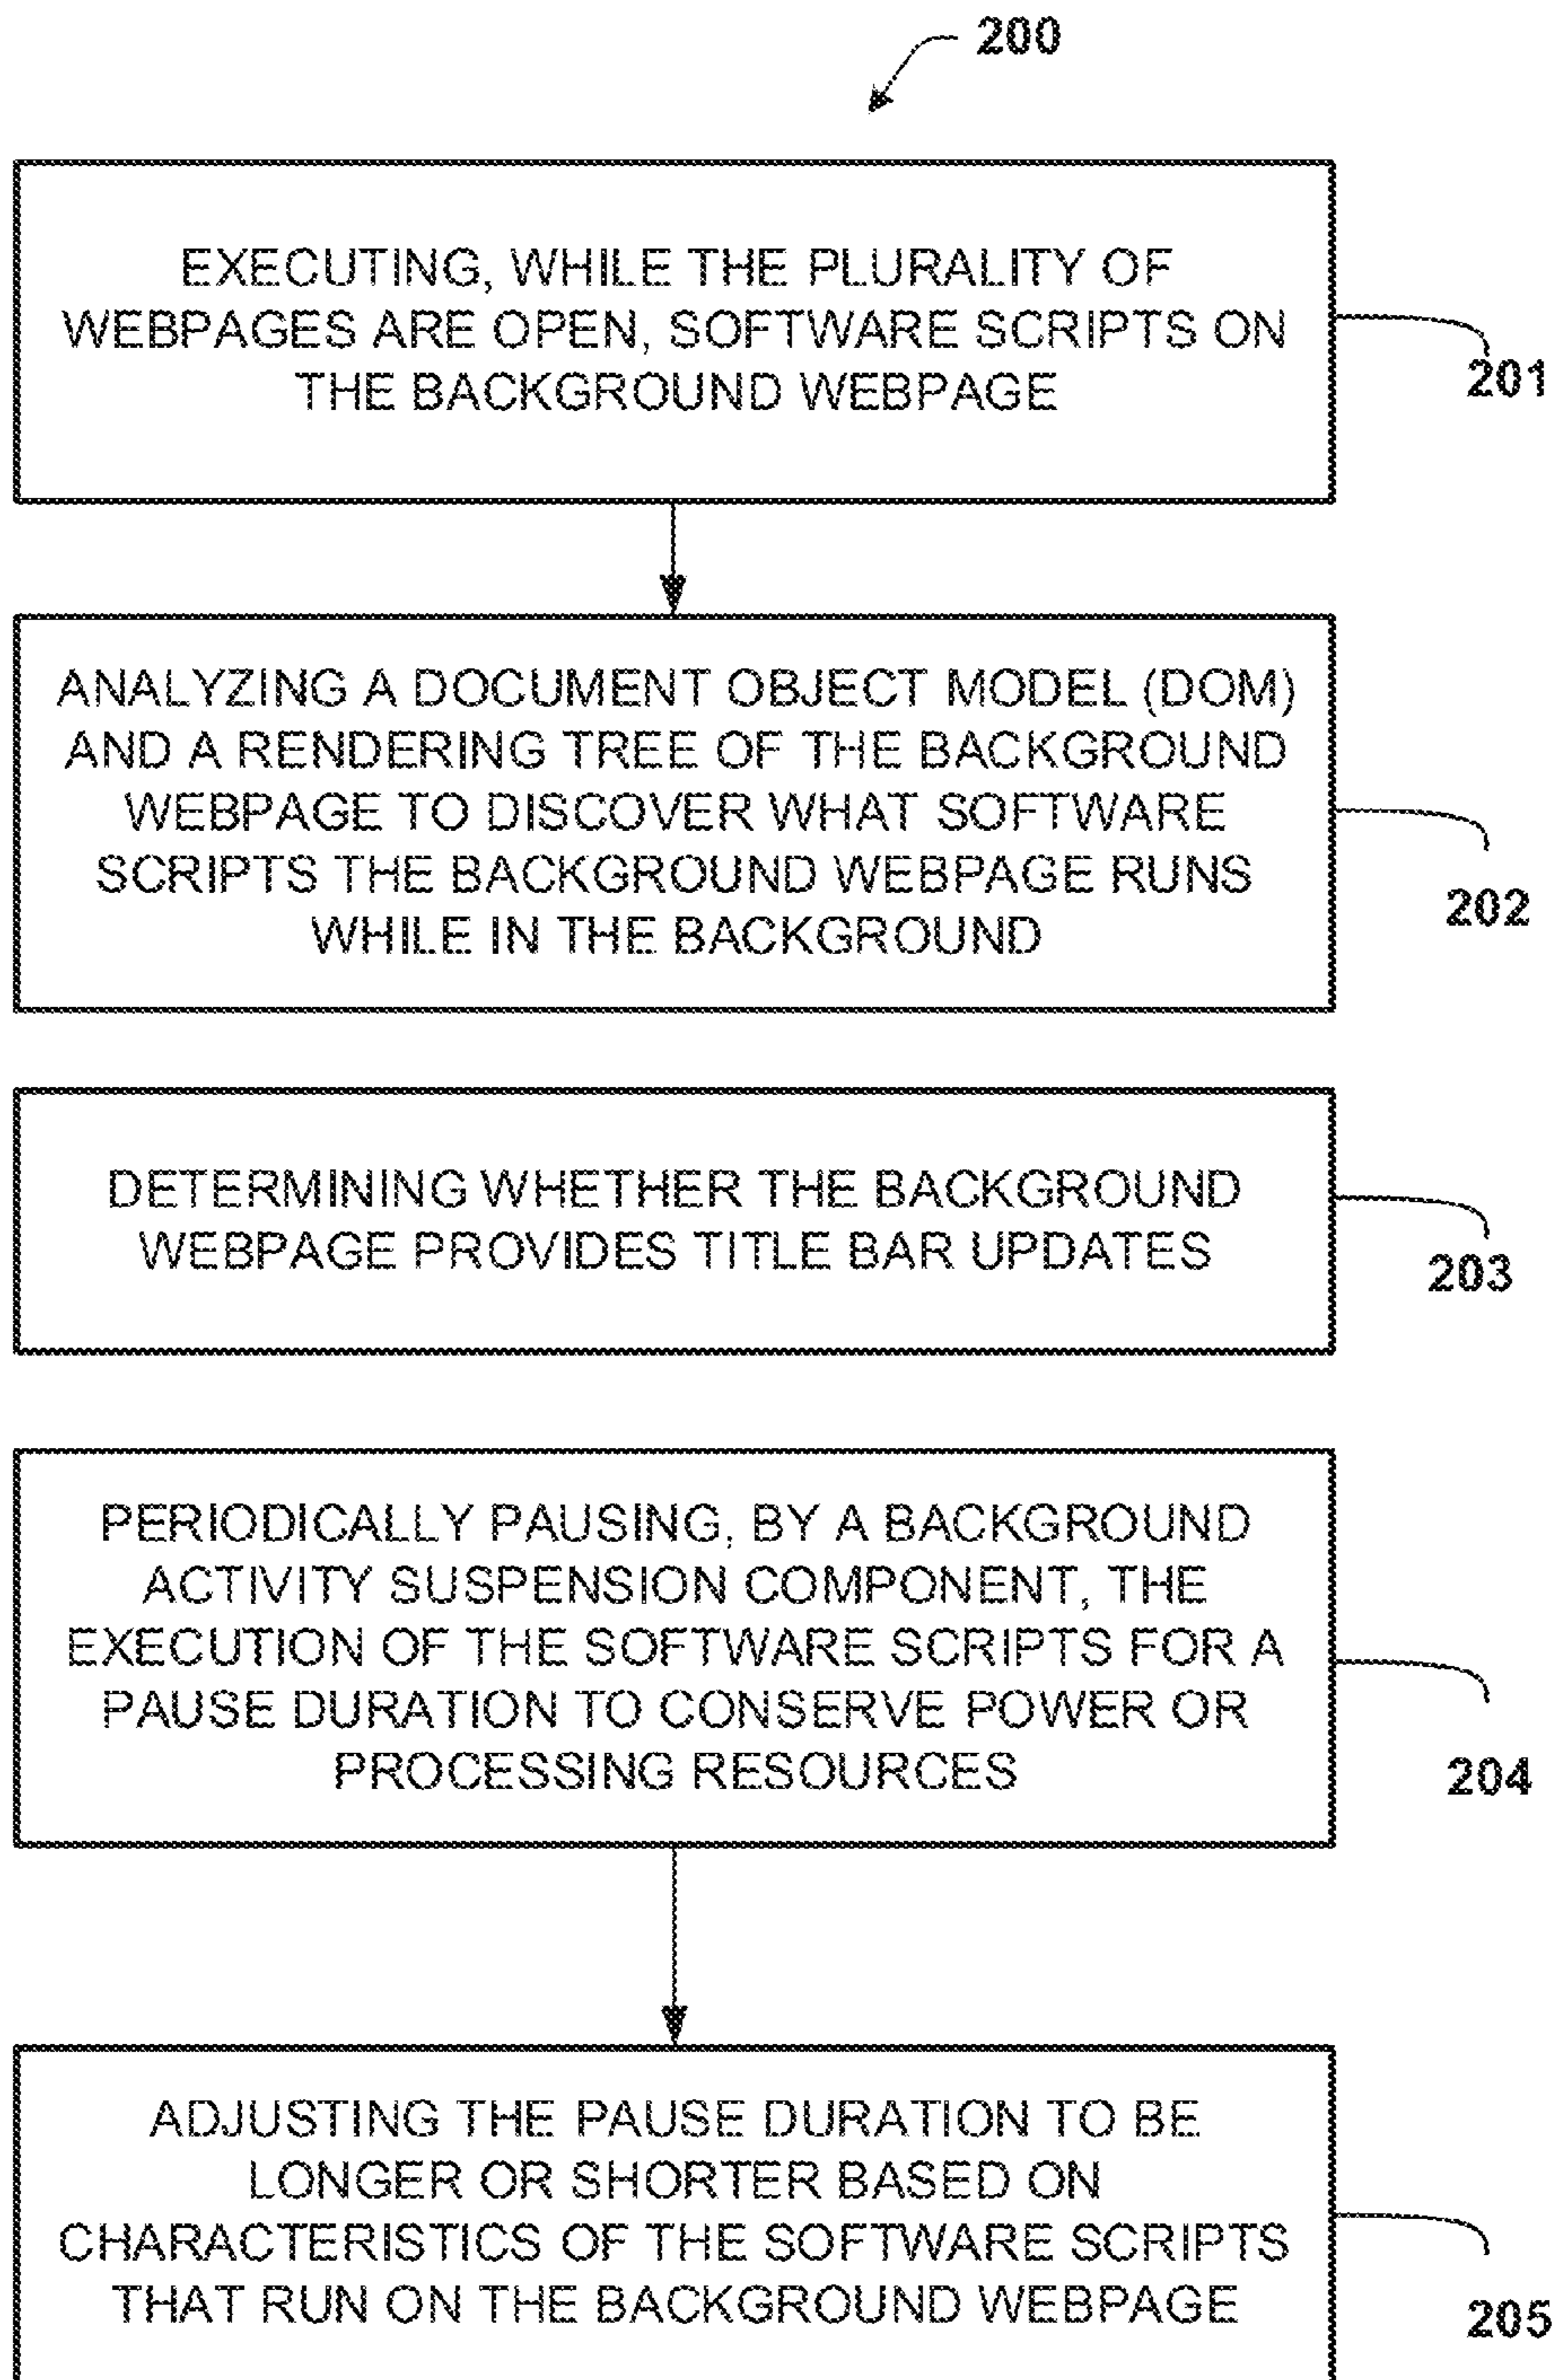 200
EXECUTING, WHILE THE PLURALITY OF
WEBPAGES ARE OPEN, SOFTWARE SCRIPTS ON
THE BACKGROUND WEBPAGE
201
ANALYZING A DOCUMENT OBJECT MODEL (DOM)
AND A RENDERING TREE OF THE BACKGROUND
WEBPAGE TO DISCOVER WHAT SOFTWARE
SCRIPTS THE BACKGROUND WEBPAGE RUNS
WHILE IN THE BACKGROUND
202
DETERMINING WHETHER THE BACKGROUND
WEBPAGE PROVIDES TITLE BAR UPDATES
203
PERIODICALLY PAUSING, BY A BACKGROUND
ACTIVITY SUSPENSION COMPONENT, THE
EXECUTION OF THE SOFTWARE SCRIPTS FOR A
PAUSE DURATION TO CONSERVE POWER OR
PROCESSING RESOURCES
204
ADJUSTING THE PAUSE DURATION TO BE
LONGER OR SHORTER BASED ON
CHARACTERISTICS OF THE SOFTWARE SCRIPTS
THAT RUN ON THE BACKGROUND WEBPAGE
205